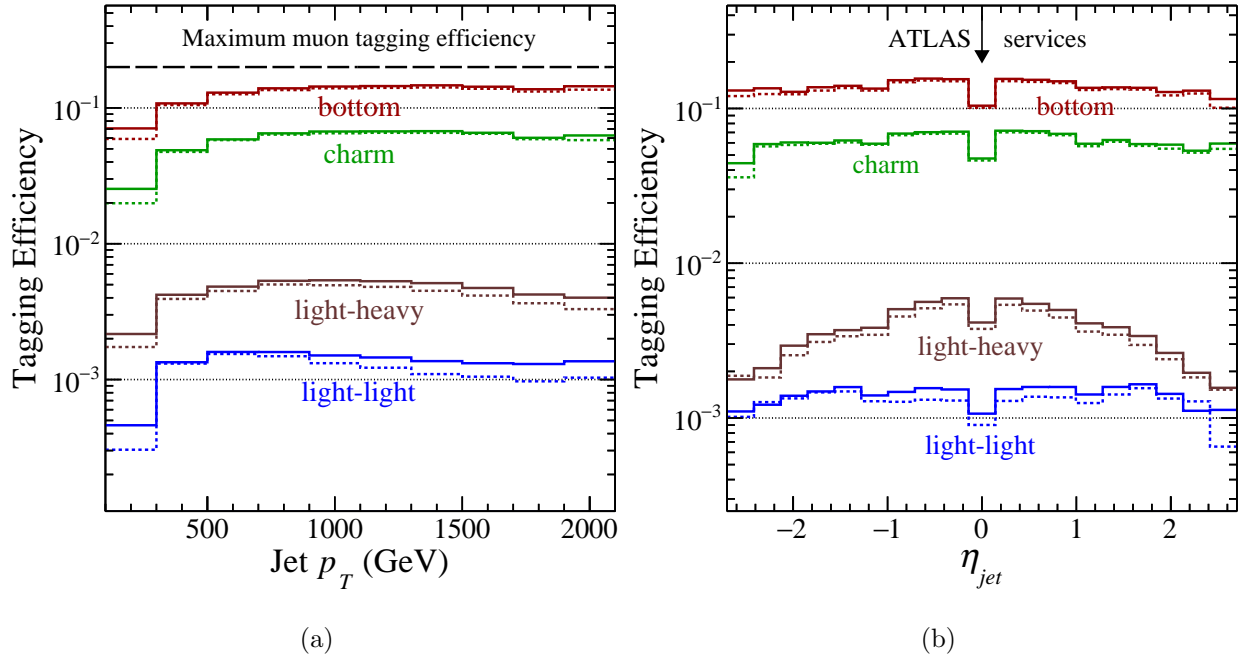 Maximum muon tagging efficiency
bottom
charm
light-heavy
light-light
10⁻¹
10⁻²
10⁻³
Tagging Efficiency
500 1000 1500 2000
Jet p_T (GeV)
(a)
ATLAS services
bottom
charm
light-heavy
light-light
10⁻¹
10⁻²
10⁻³
Tagging Efficiency
−2 −1 0 1 2
η_jet
(b)